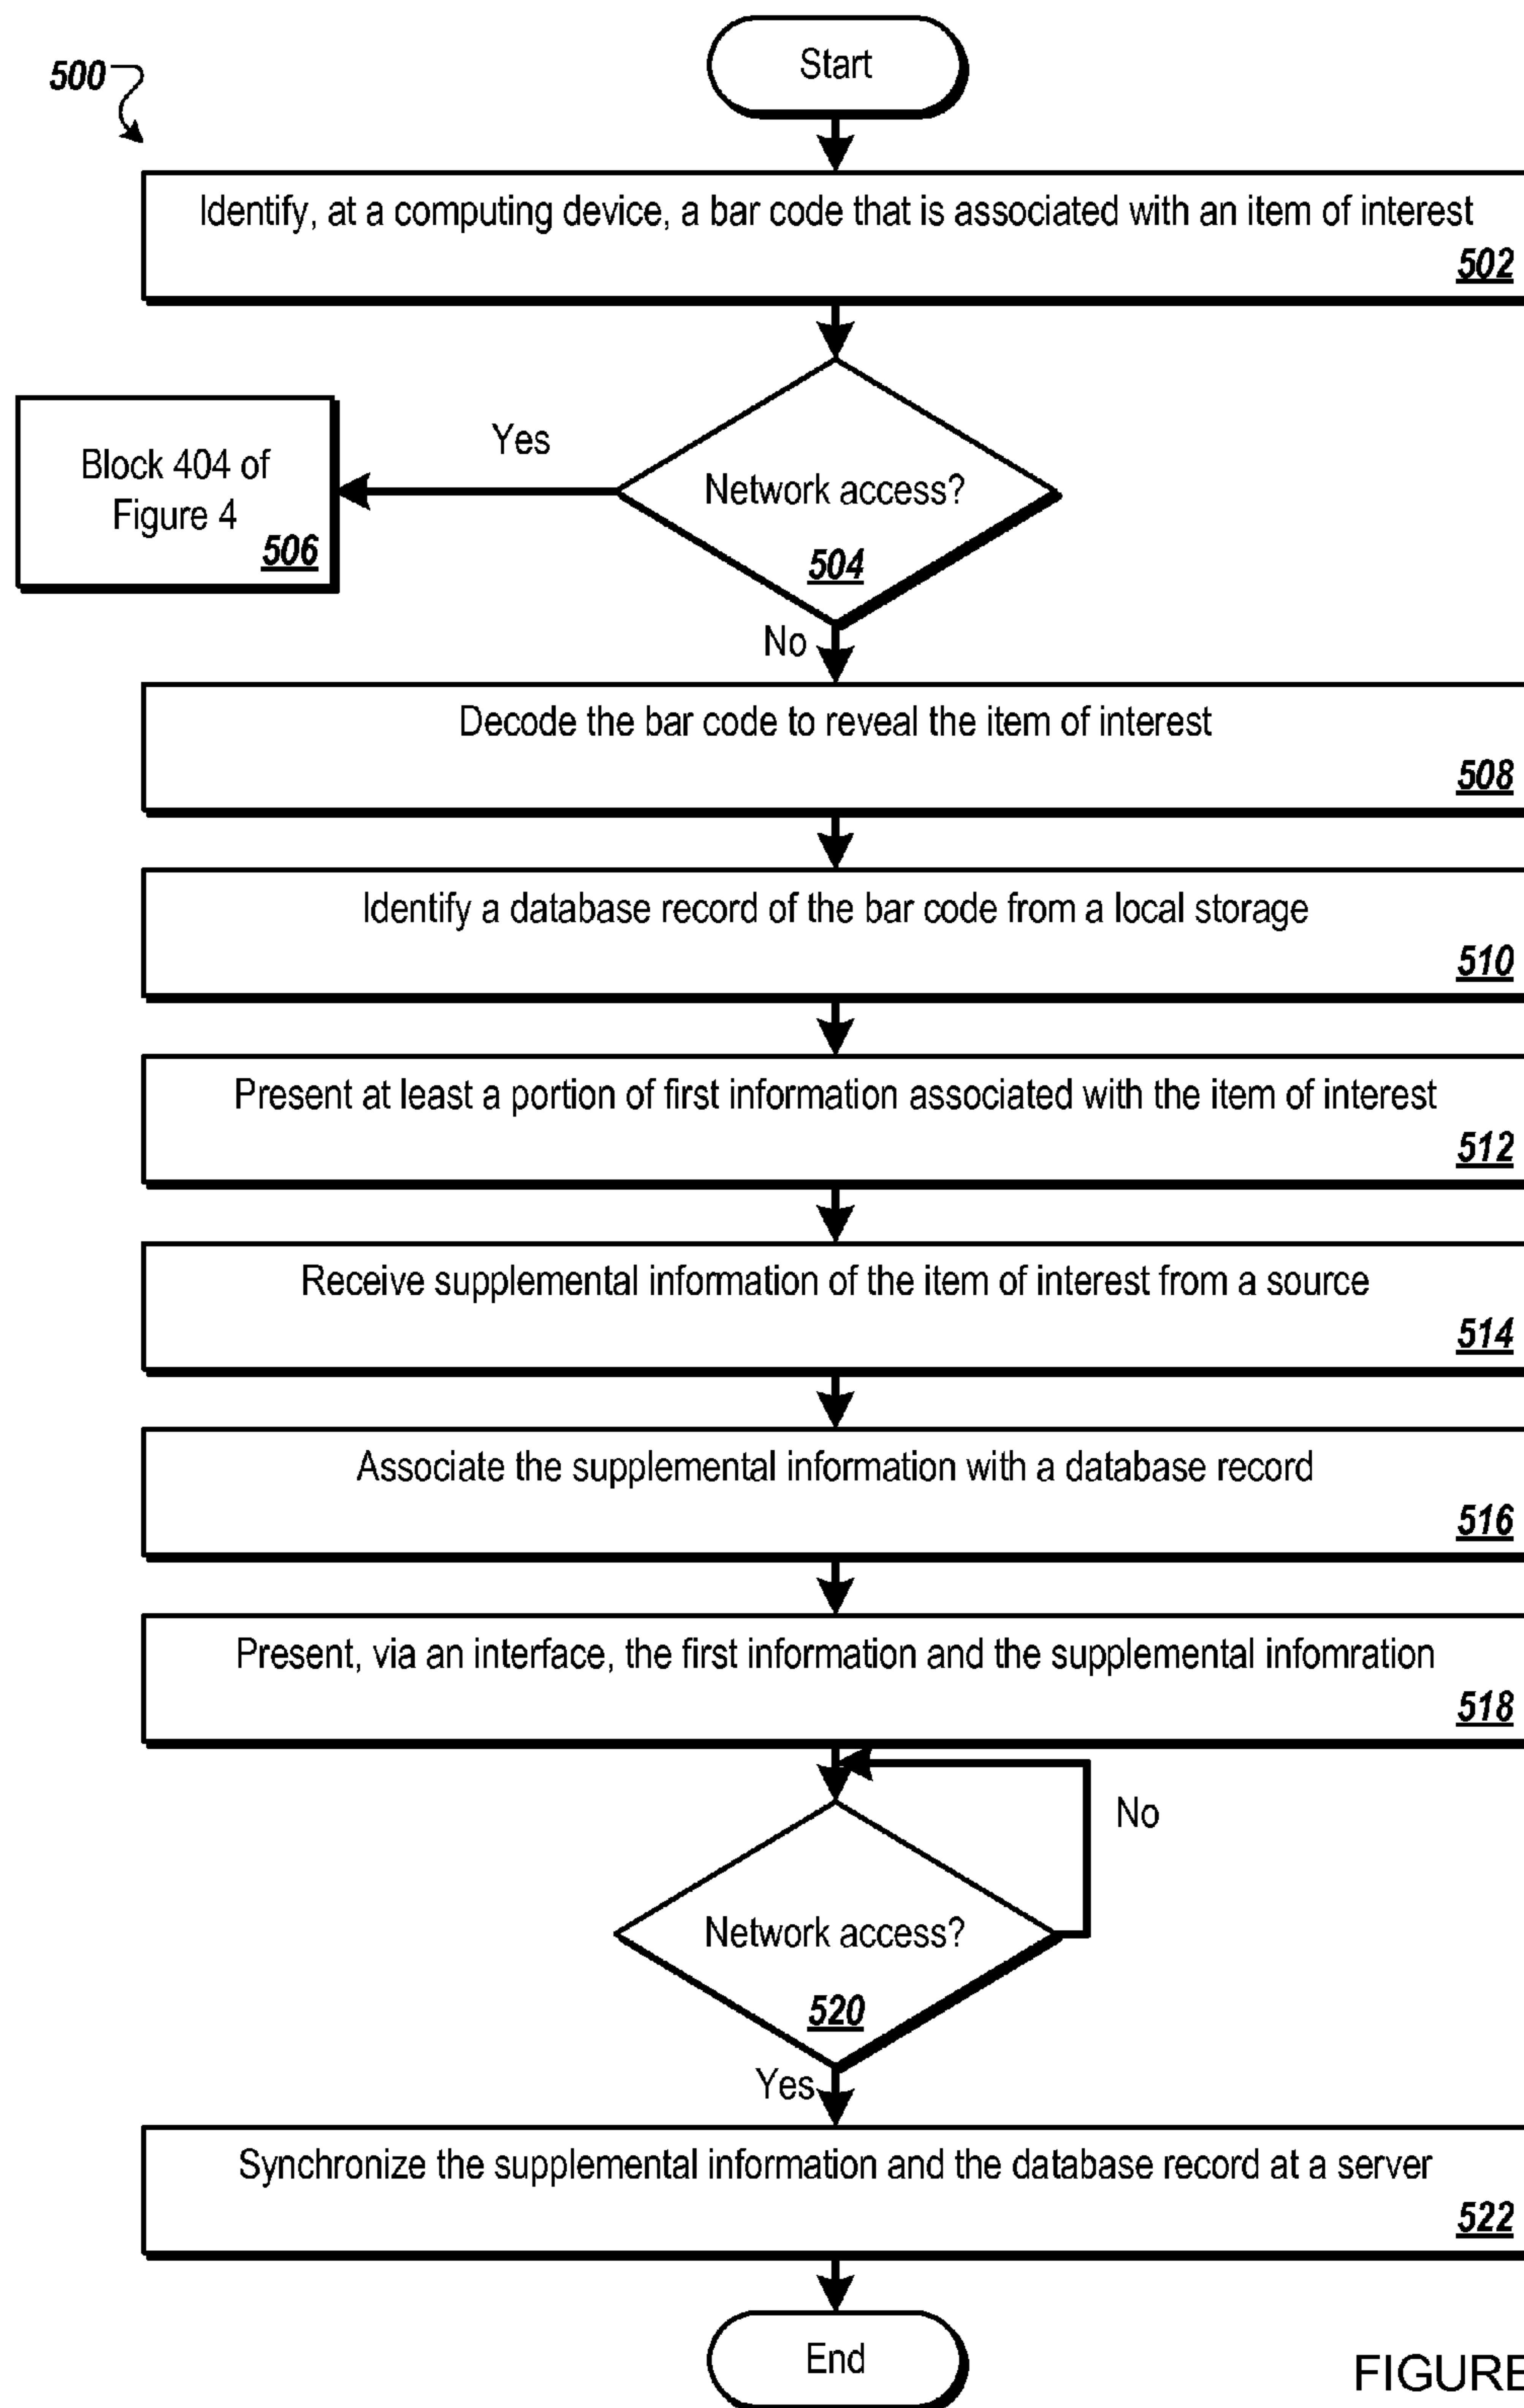 Start
500
Identify, at a computing device, a bar code that is associated with an item of interest
502
Yes
Block 404 of
Figure 4
506
Network access?
504
No
Decode the bar code to reveal the item of interest
508
Identify a database record of the bar code from a local storage
510
Present at least a portion of first information associated with the item of interest
512
Receive supplemental information of the item of interest from a source
514
Associate the supplemental information with a database record
516
Present, via an interface, the first information and the supplemental infomration
518
No
Network access?
520
Yes
Synchronize the supplemental information and the database record at a server
522
End
FIGURE